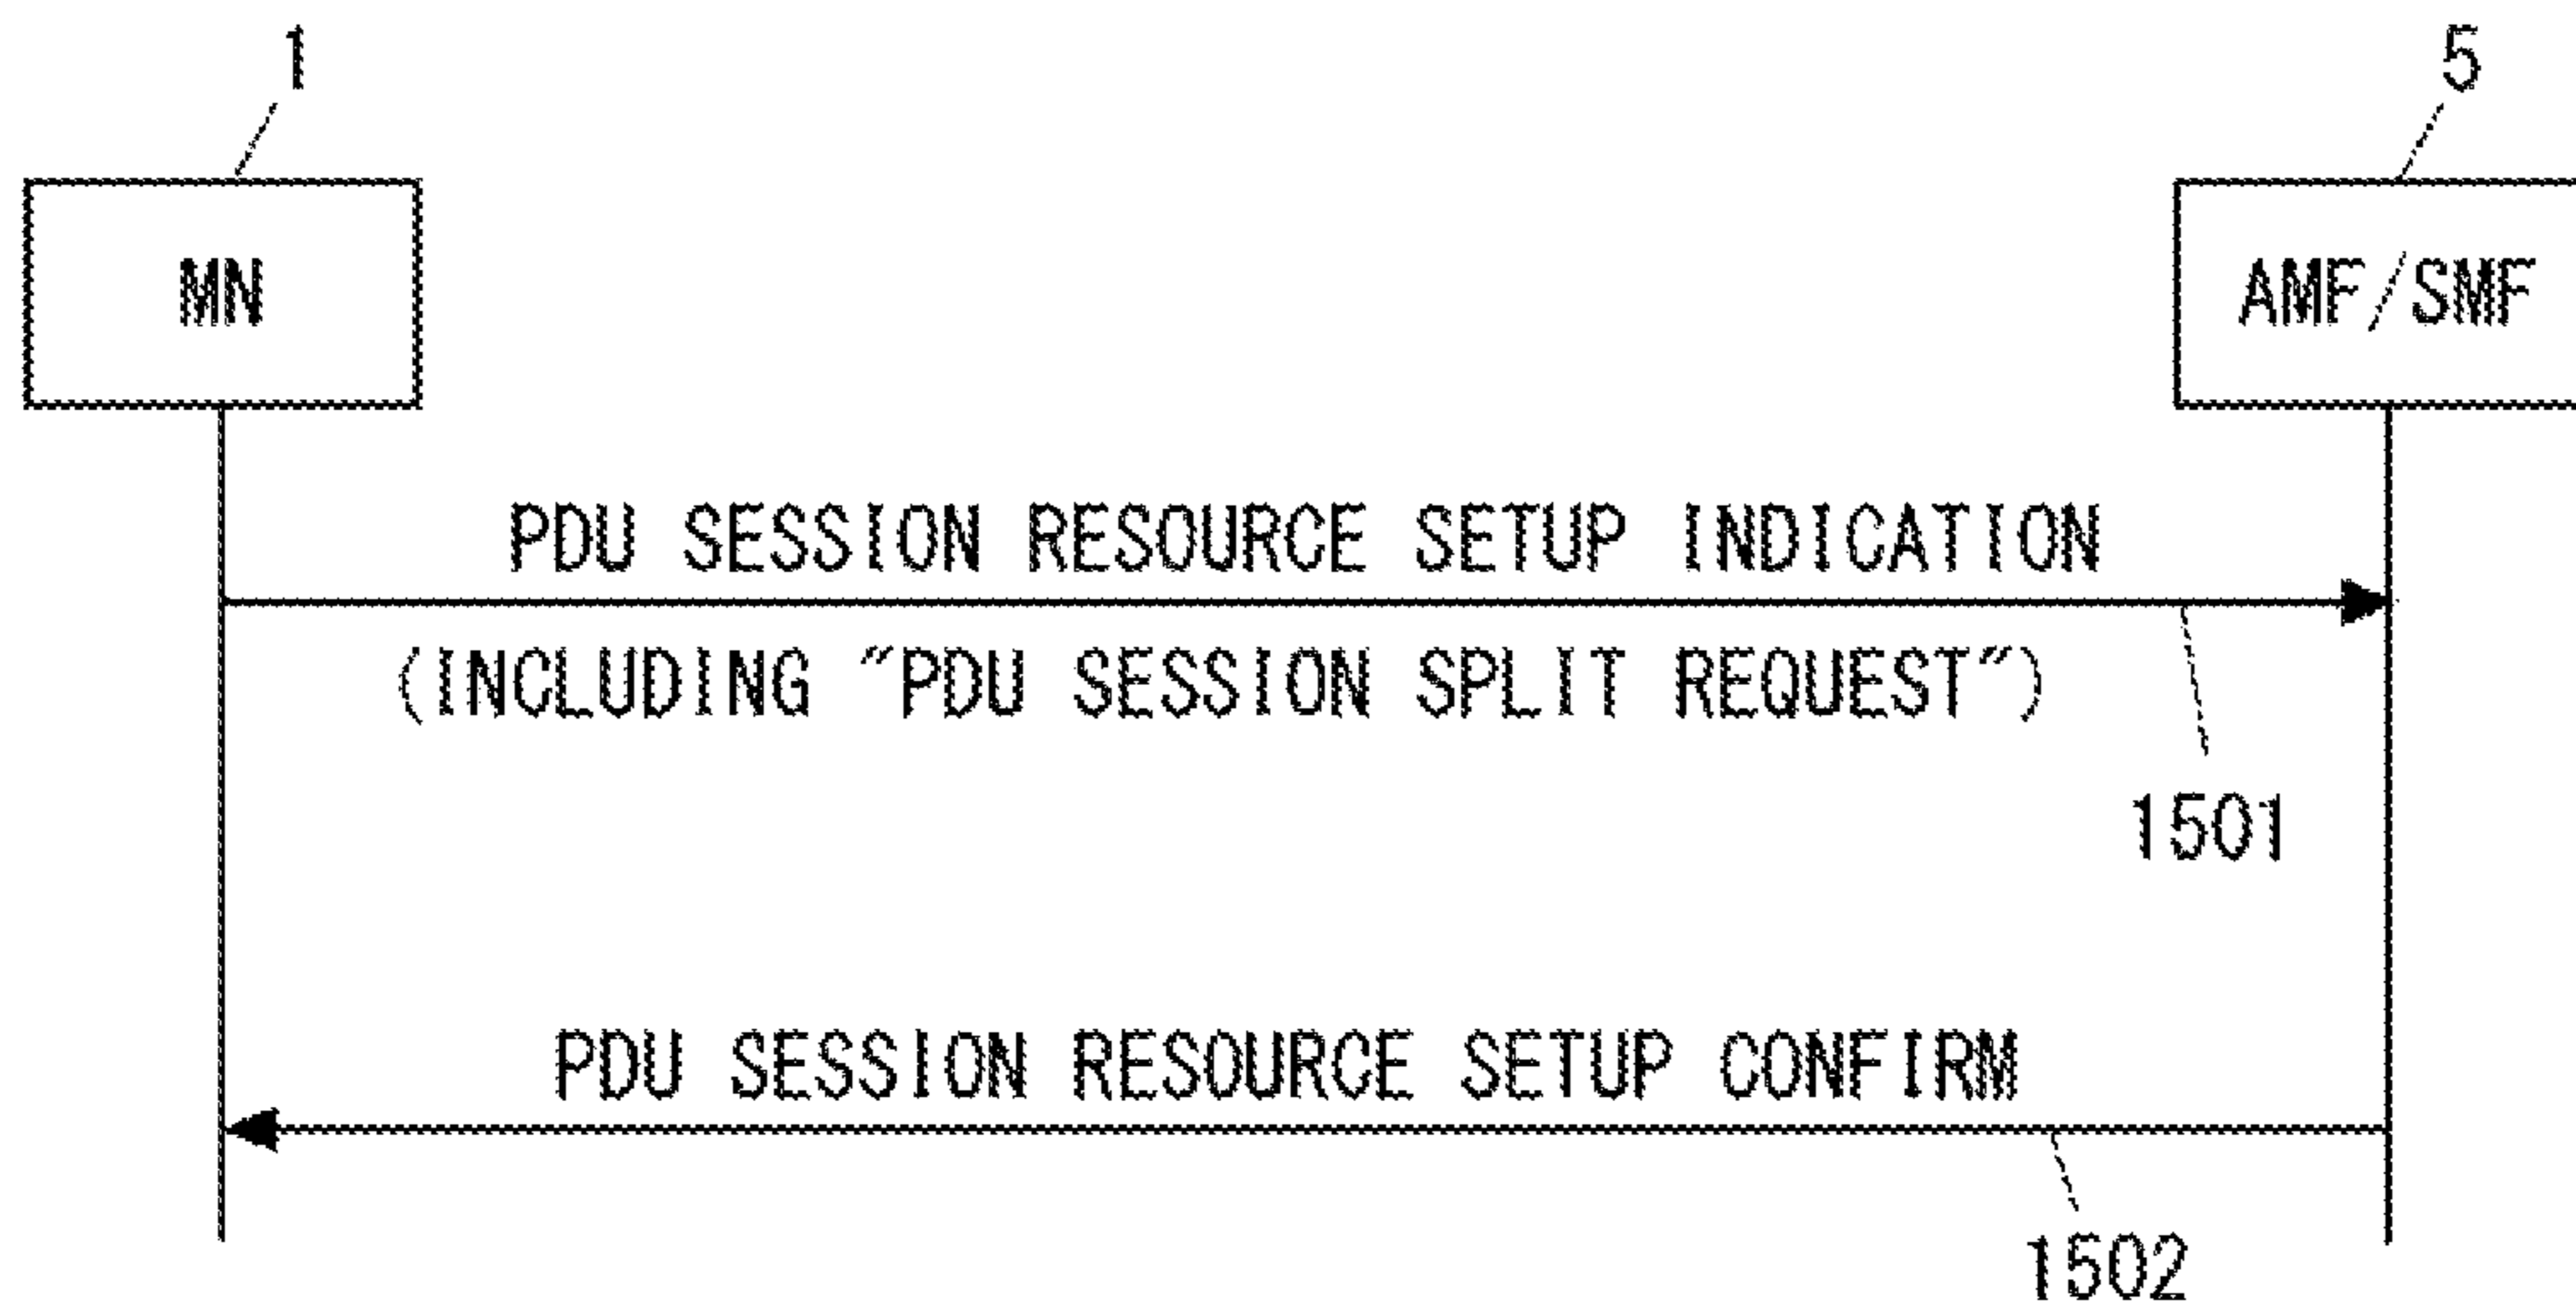 1
5
MN
AMF/SMF
PDU SESSION RESOURCE SETUP INDICATION
(INCLUDING "PDU SESSION SPLIT REQUEST")
1501
PDU SESSION RESOURCE SETUP CONFIRM
1502